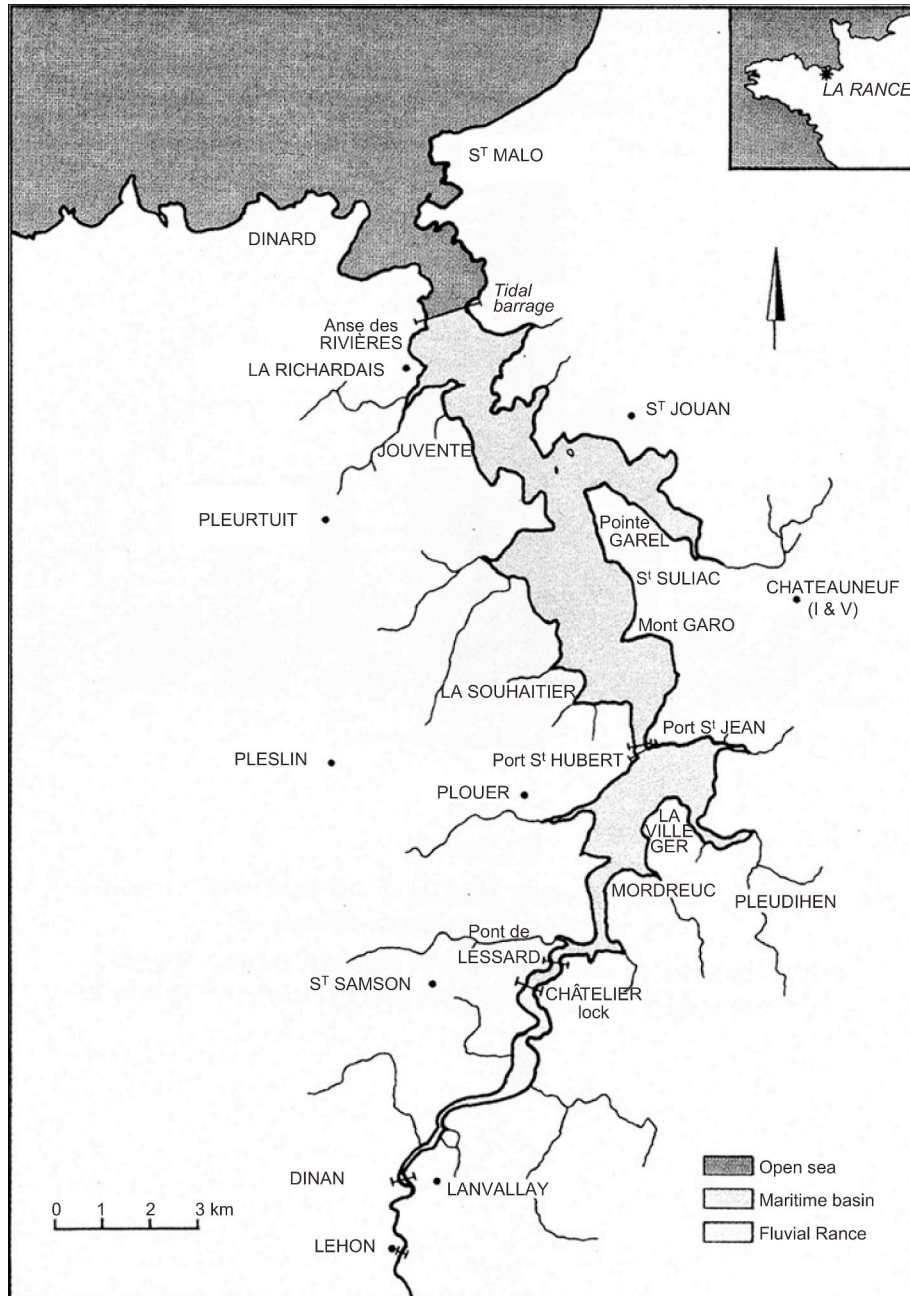 LA RANCE
Sᵀ MALO
DINARD
Tidal
barrage
Anse des
RIVIÈRES
LA RICHARDAIS
Sᵀ JOUAN
JOUVENTE
PLEURTUIT
Pointe
GAREL
Sᵗ SULIAC
CHATEAUNEUF
(I & V)
Mont GARO
LA SOUHAITIER
Port Sᵗ JEAN
Port Sᵗ HUBERT
PLESLIN
PLOUER
LA
VILLE
GER
MORDREUC
PLEUDIHEN
Pont de
LESSARD
Sᵀ SAMSON
CHÂTELIER
lock
Open sea
Maritime basin
Fluvial Rance
DINAN
LANVALLAY
0 1 2 3 km
LEHON